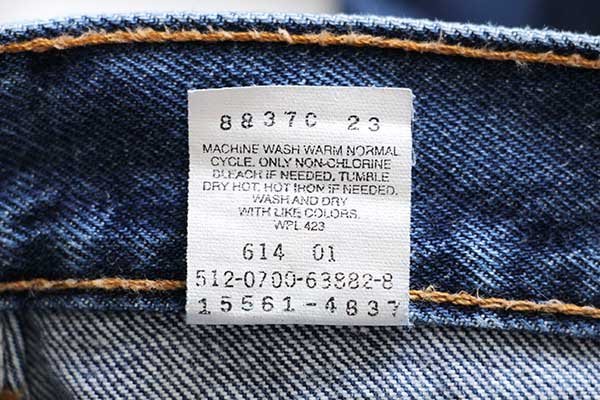 88370 23
MACHINE WASH WARM NORMAL
CYCLE. ONLY NON-CHLORINE
BLEACH IF NEEDED. TUMBLE
DRY HOT. HOT IRON IF NEEDED.
WASH AND DRY
WITH LIKE COLORS.
WPL 423
614 01
512-0700-63882-8
15561-4837